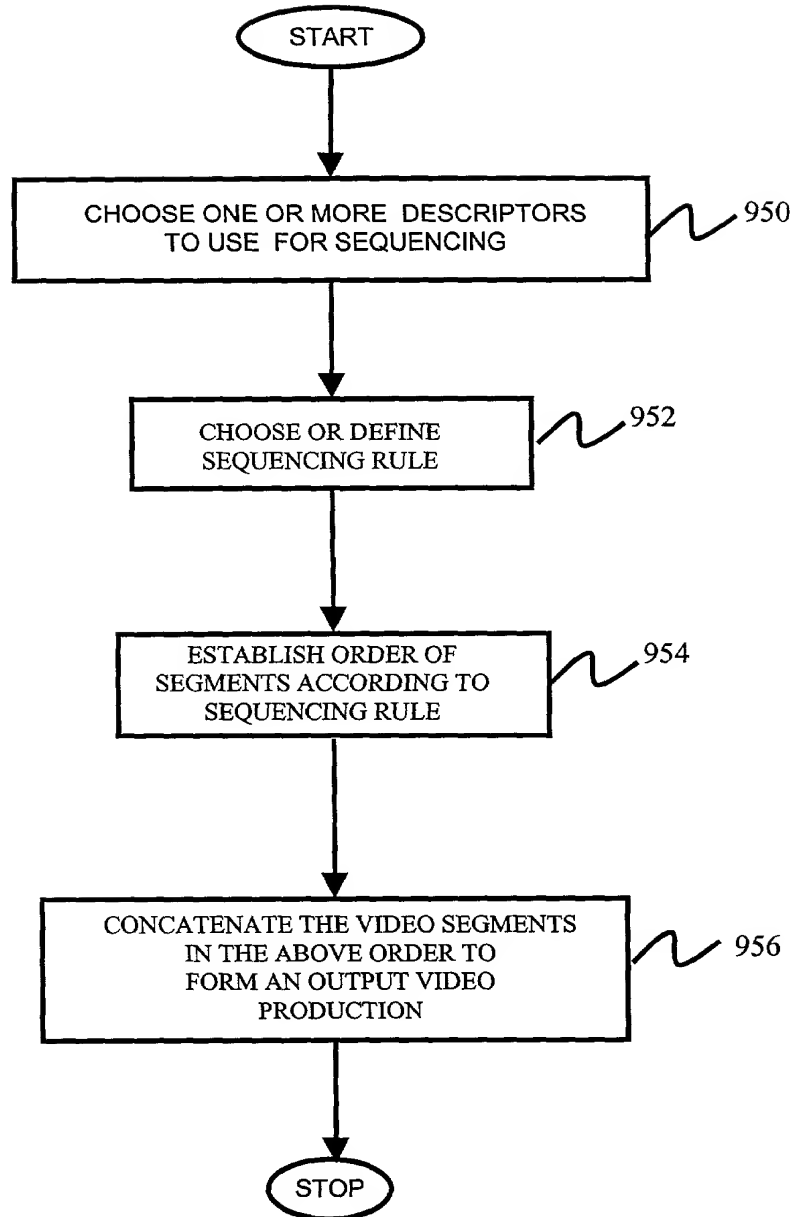 START
CHOOSE ONE OR MORE DESCRIPTORS
TO USE FOR SEQUENCING
950
CHOOSE OR DEFINE
SEQUENCING RULE
952
ESTABLISH ORDER OF
SEGMENTS ACCORDING TO
SEQUENCING RULE
954
CONCATENATE THE VIDEO SEGMENTS
IN THE ABOVE ORDER TO
FORM AN OUTPUT VIDEO
PRODUCTION
956
STOP